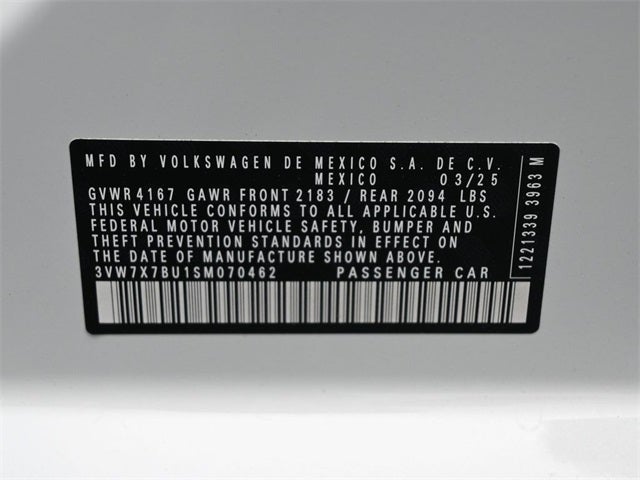 MFD BY VOLKSWAGEN DE MEXICO S.A. DE C.V.
MEXICO 03/25
GVWR 4167 GAWR FRONT 2183 / REAR 2094 LBS
THIS VEHICLE CONFORMS TO ALL APPLICABLE U.S.
FEDERAL MOTOR VEHICLE SAFETY, BUMPER AND
THEFT PREVENTION STANDARDS IN EFFECT ON
THE DATE OF MANUFACTURE SHOWN ABOVE.
3VW7X7BU1SM070462 PASSENGER CAR
1221339 3963 M